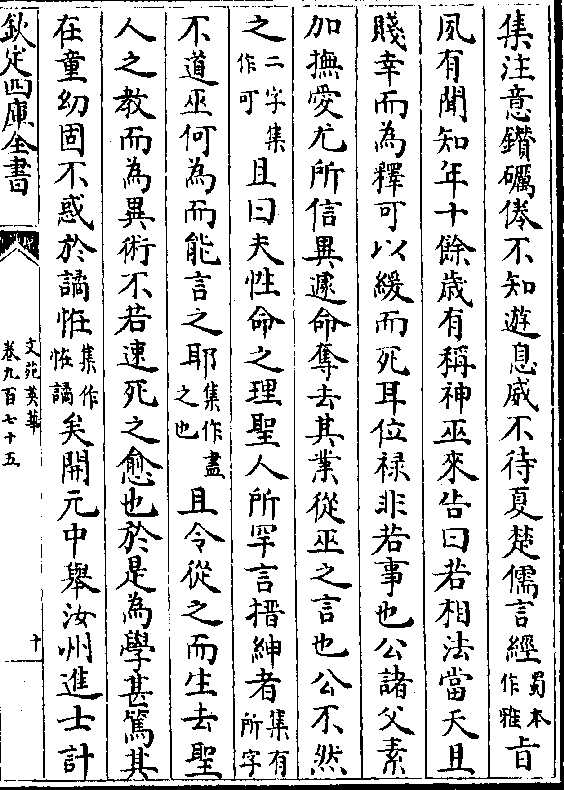 集注意鑚礪倦不知遊息威不待夏楚儒言經蜀本作雅㫖
夙有聞知年十餘歳有稱神巫來告曰若相法當夭且
賤幸而為釋可以緩而死耳位禄非若事也公諸父素
加撫愛尤所信異遽命奪去其業從巫之言也公不然
之二字集作可且曰夫性命之理聖人所罕言搢紳者集有所字
不道巫何為而能言之耶集作盡之也且令從之而生去聖
人之教而為異術不若速死之愈也於是為學甚篤其
在童幼固不惑於譎恠集作恠譎矣開元中舉汝州進士計
欽定四庫全書
文苑英華
卷九百七十五
十